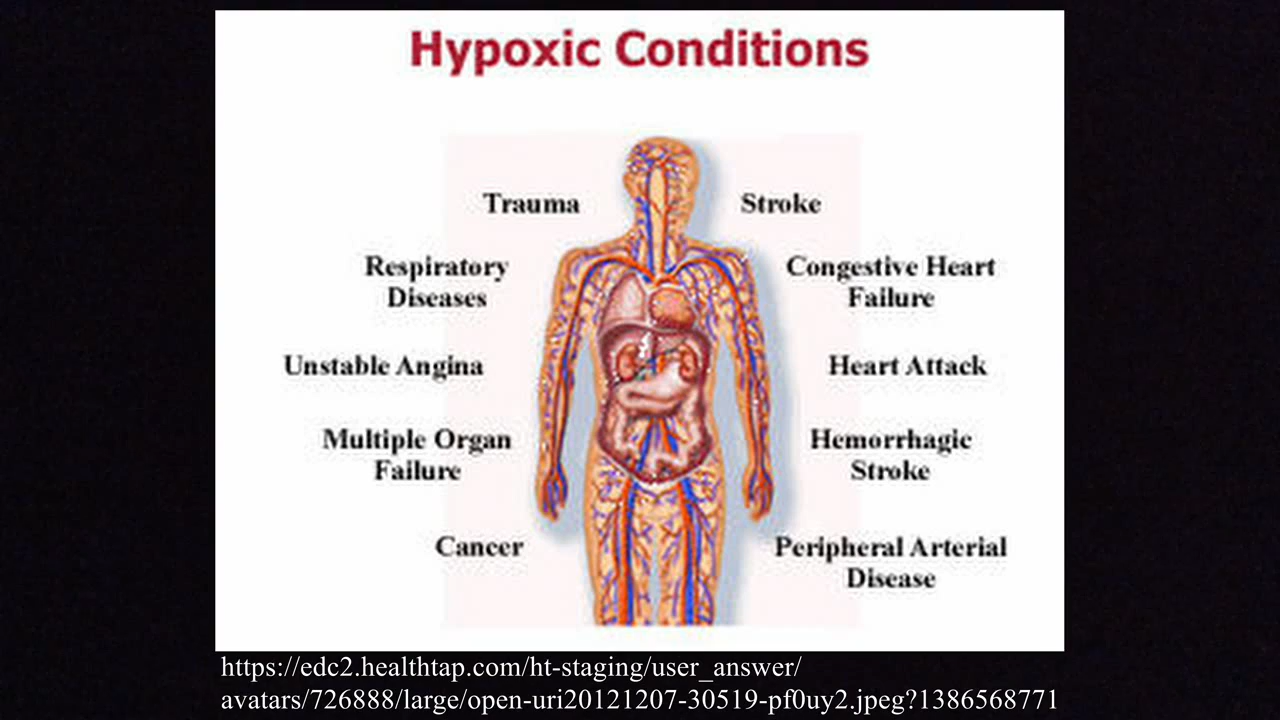 Hypoxic Conditions
Trauma
Stroke
Respiratory
Diseases
Congestive Heart
Failure
Unstable Angina
Heart Attack
Multiple Organ
Failure
Hemorrhagic
Stroke
Cancer
Peripheral Arterial
Disease
https://edc2.healthtap.com/ht-staging/user_answer/
avatars/726888/large/open-uri20121207-30519-pf0uy2.jpeg?1386568771